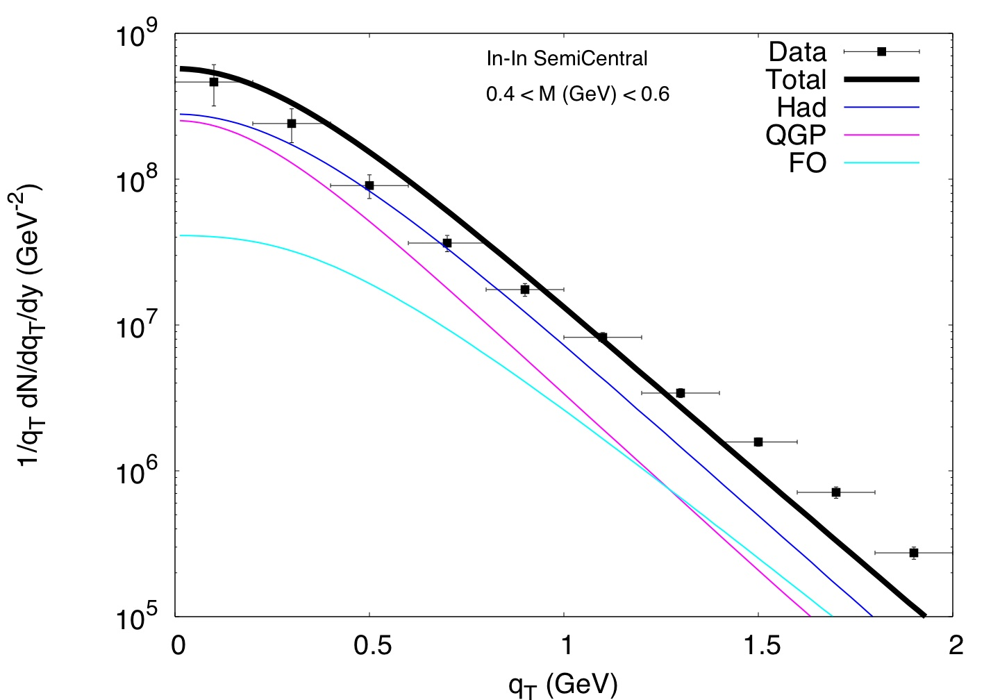 10^9
10^8
10^7
10^6
10^5
1/q_T dN/dq_T/dy (GeV^-2)
In-In SemiCentral
0.4 < M (GeV) < 0.6
Data
Total
Had
QGP
FO
0 0.5 1 1.5 2
q_T (GeV)